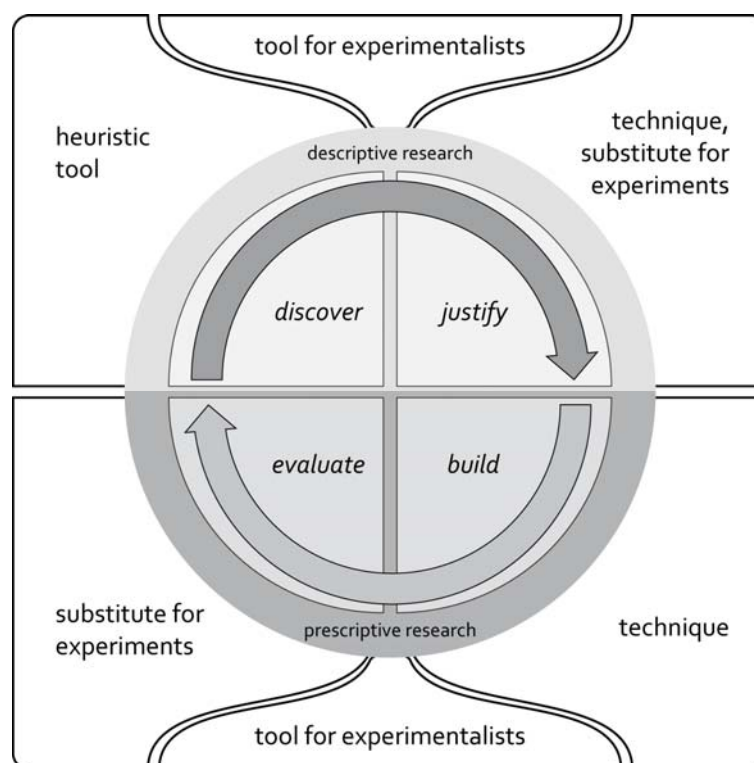 tool for experimentalists
heuristic
tool
technique,
substitute for
experiments
descriptive research
discover
justify
evaluate
build
substitute for
experiments
prescriptive research
technique
tool for experimentalists